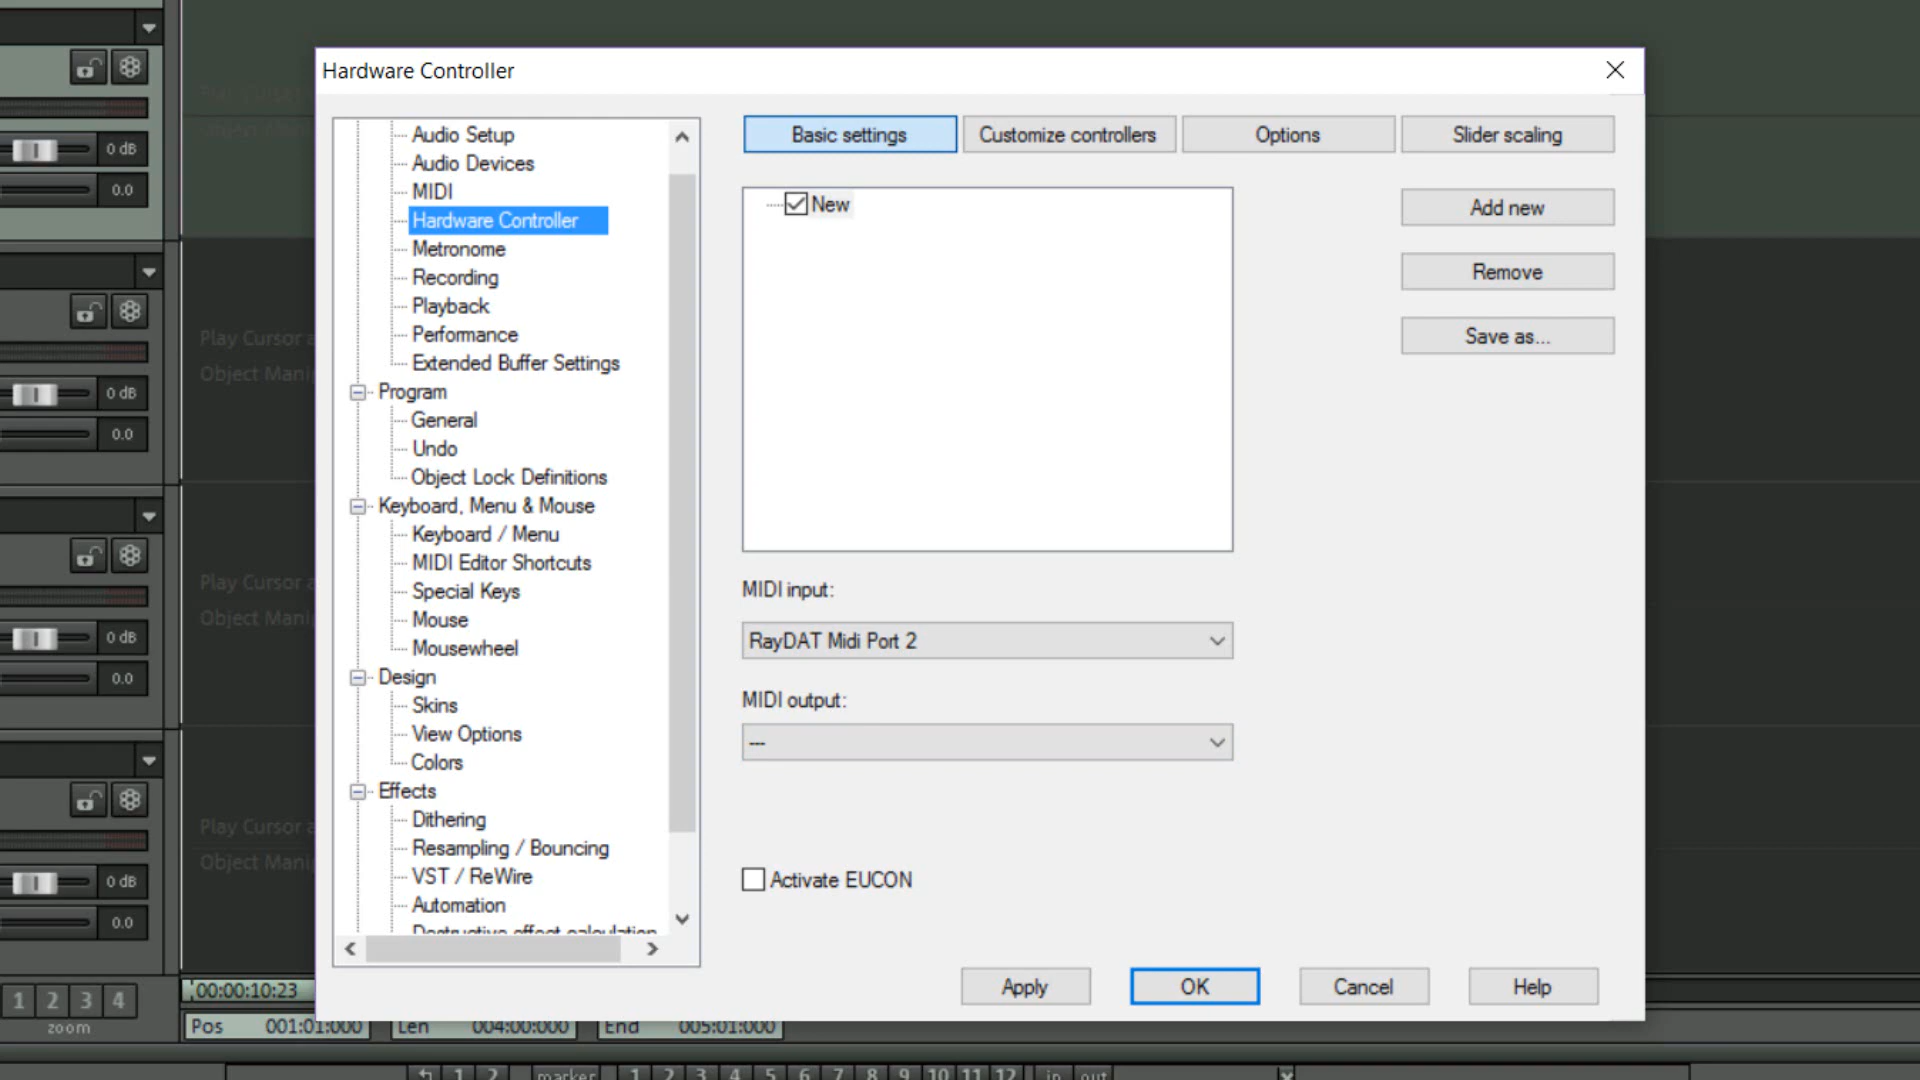 Hardware Controller
Audio Setup
Audio Devices
MIDI
Hardware Controller
Metronome
Recording
Playback
Performance
Extended Buffer Settings
Program
General
Undo
Object Lock Definitions
Keyboard, Menu & Mouse
Keyboard / Menu
MIDI Editor Shortcuts
Special Keys
Mouse
Mousewheel
Design
Skins
View Options
Colors
Effects
Dithering
Resampling / Bouncing
VST / ReWire
Automation
Destructive effect calculation
Basic settings Customize controllers Options Slider scaling
New
Add new
Remove
Save as...
MIDI input:
RayDAT Midi Port 2
MIDI output:
---
Activate EUCON
Apply OK Cancel Help
0 dB
0.0
0 dB
0.0
Play Cursor a
Object Mani
0 dB
0.0
Play Cursor a
Object Mani
0 dB
0.0
Play Cursor a
Object Mani
1 2 3 4
zoom
00:00:10:23
Pos 001:01:000 Len 004:00:000 End 005:01:000
1 2 marker 1 2 3 4 5 6 7 8 9 10 11 12 in out